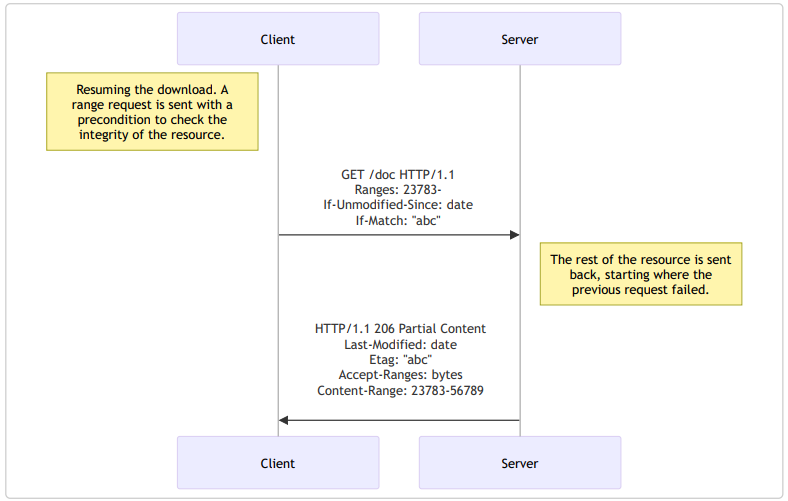 Client
Server
Resuming the download. A
range request is sent with a
precondition to check the
integrity of the resource.
GET /doc HTTP/1.1
Ranges: 23783-
If-Unmodified-Since: date
If-Match: "abc"
The rest of the resource is sent
back, starting where the
previous request failed.
HTTP/1.1 206 Partial Content
Last-Modified: date
Etag: "abc"
Accept-Ranges: bytes
Content-Range: 23783-56789
Client
Server